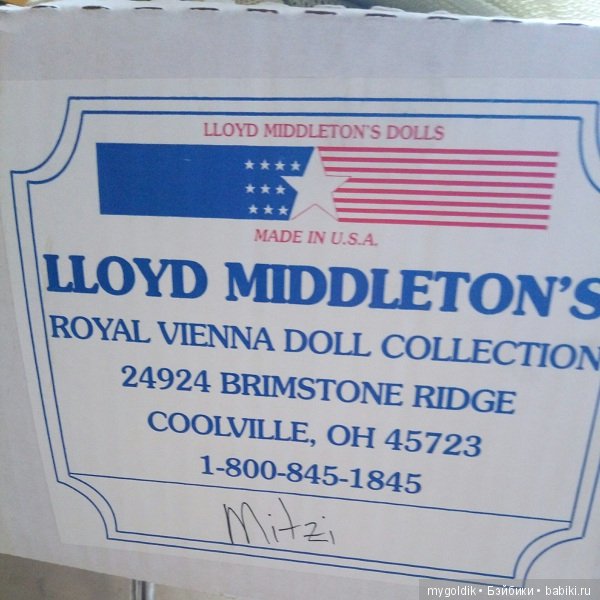 LLOYD MIDDLETON'S DOLLS
MADE IN U.S.A.
LLOYD MIDDLETON'S
ROYAL VIENNA DOLL COLLECTION
24924 BRIMSTONE RIDGE
COOLVILLE, OH 45723
1-800-845-1845
Mitzi
mygoldik • Бэйбики • babiki.ru